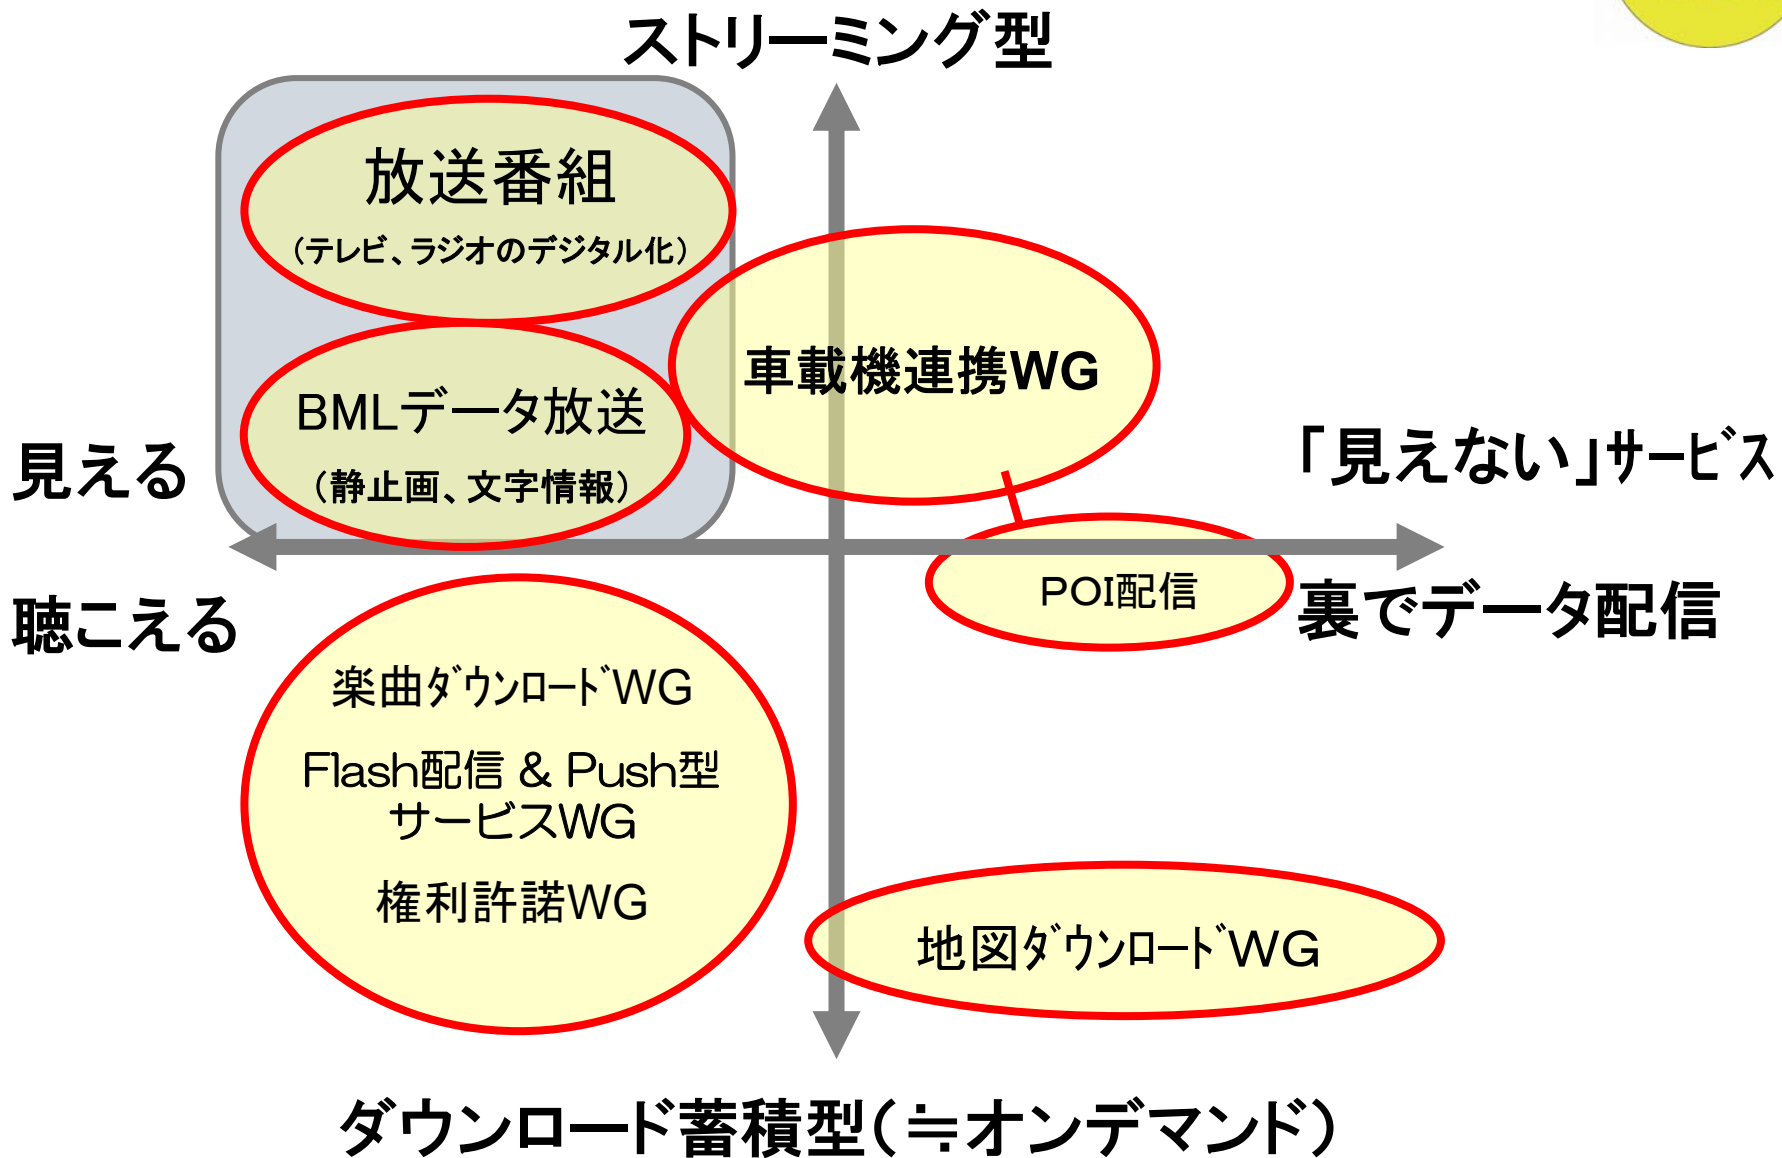 ストリーミング型
放送番組
（テレビ、ラジオのデジタル化）
車載機連携WG
BMLデータ放送
（静止画、文字情報）
見える
「見えない」ｻｰﾋﾞｽ
聴こえる
POI配信
裏でデータ配信
楽曲ﾀﾞｳﾝﾛｰﾄﾞWG
Flash配信 & Push型
サービスWG
権利許諾WG
地図ﾀﾞｳﾝﾛｰﾄﾞWG
ダウンロード蓄積型（≒オンデマンド）